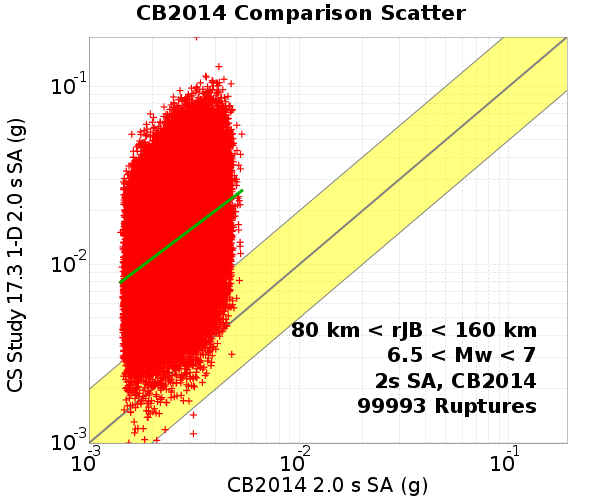 CB2014 Comparison Scatter
CS Study 17.3 1-D 2.0 s SA (g)
10-1
10-2
10-3
80 km < rJB < 160 km
6.5 < Mw < 7
2s SA, CB2014
99993 Ruptures
10-3 10-2 10-1
CB2014 2.0 s SA (g)